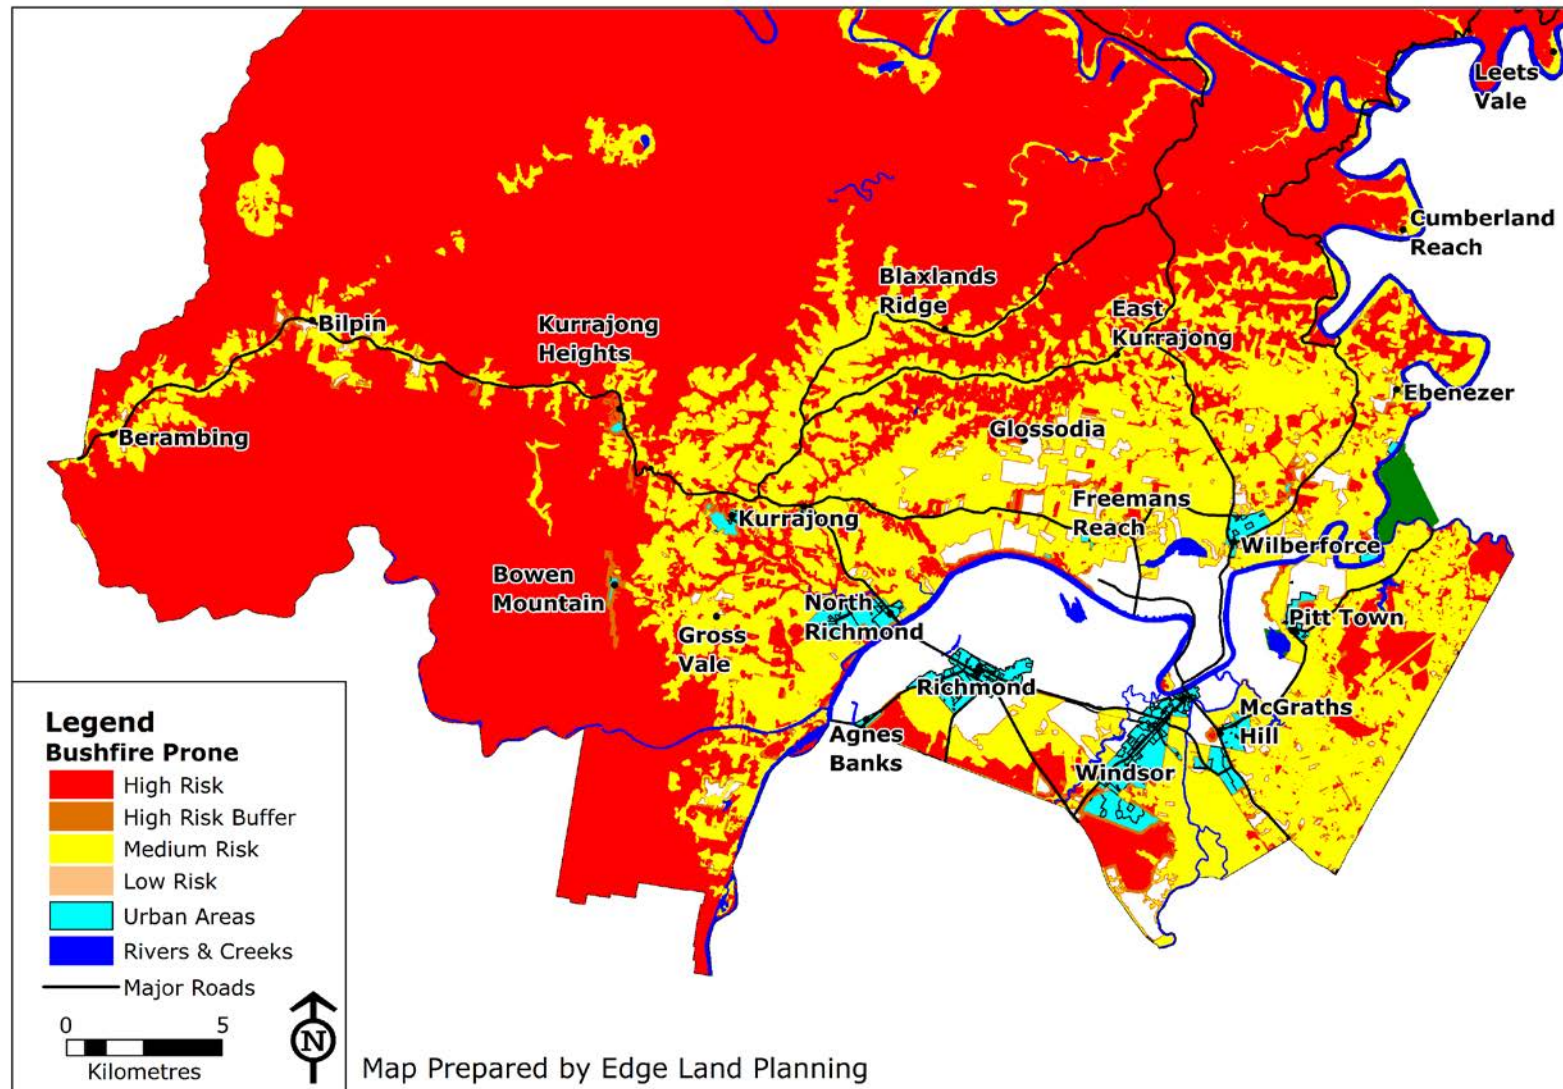 Leets
Vale
Cumberland
Reach
Blaxlands
Ridge
East
Kurrajong
Bilpin
Kurrajong
Heights
Ebenezer
Berambing
Glossodia
Freemans
Reach
Kurrajong
Wilberforce
Bowen
Mountain
North
Richmond
Pitt Town
Gross
Vale
Richmond
McGraths
Hill
Agnes
Banks
Windsor
Legend
Bushfire Prone
High Risk
High Risk Buffer
Medium Risk
Low Risk
Urban Areas
Rivers & Creeks
Major Roads
0 5
Kilometres
N
Map Prepared by Edge Land Planning